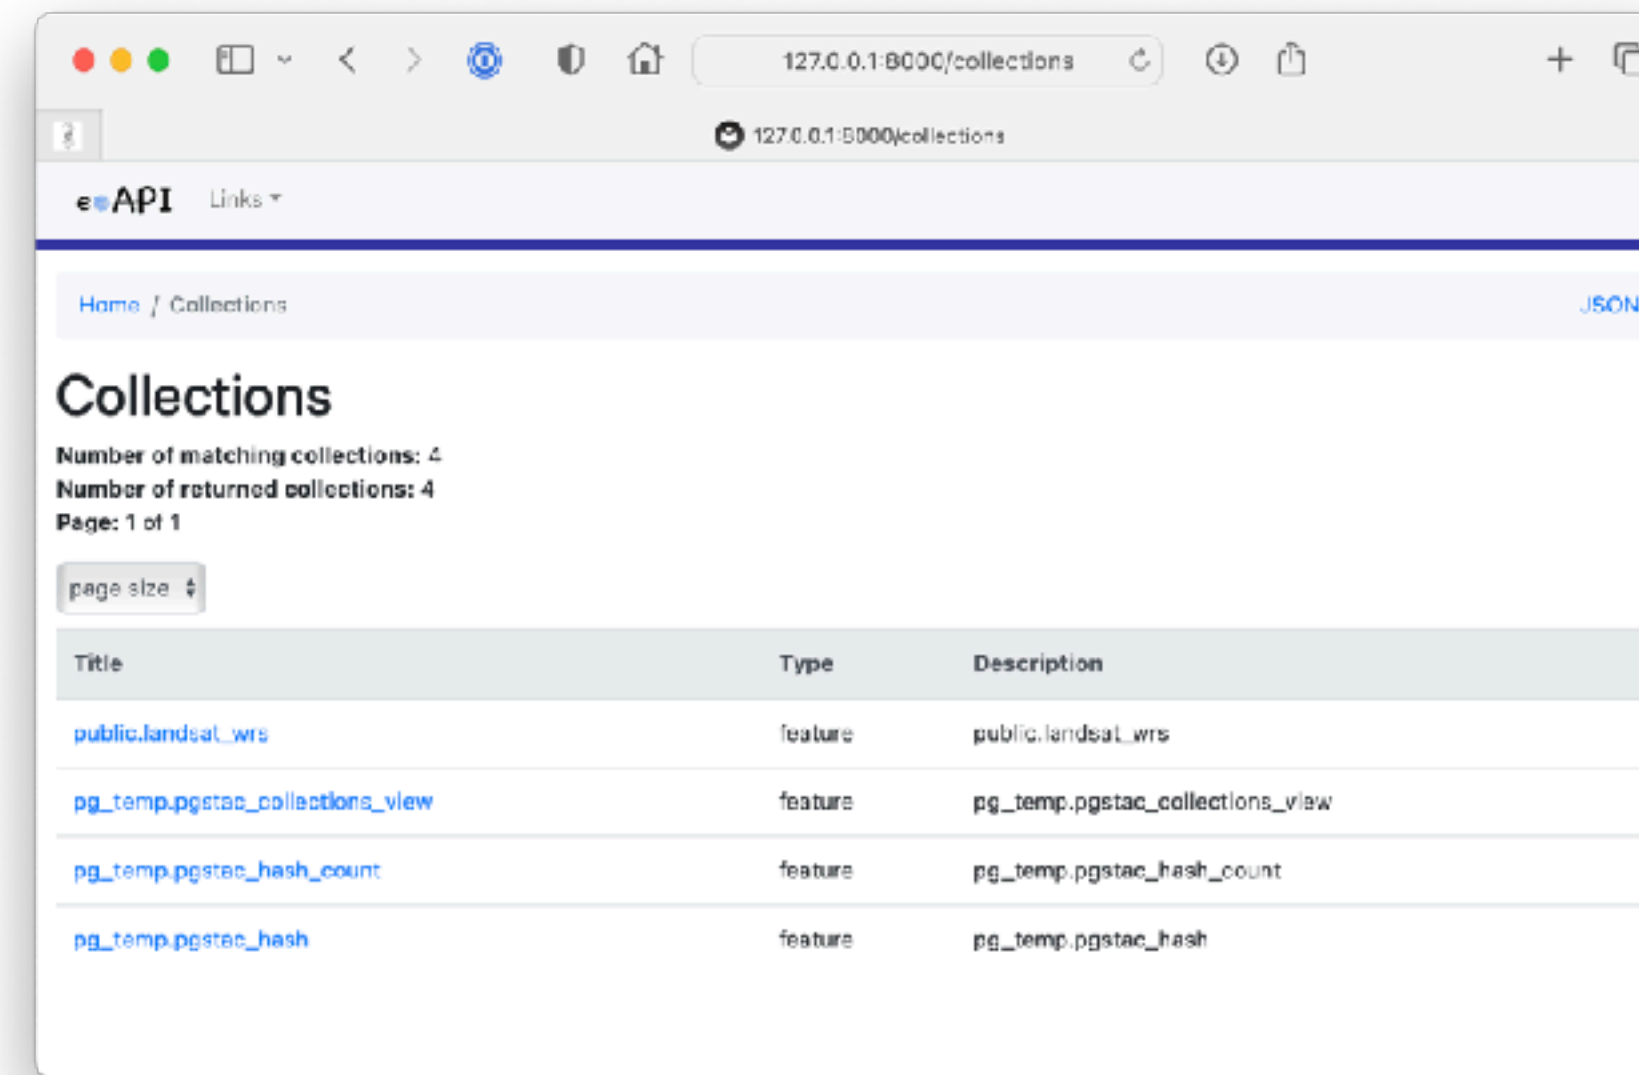 127.0.0.1:8000/collections
127.0.0.1:8000/collections
eoAPI Links
Home / Collections JSON
Collections
Number of matching collections: 4
Number of returned collections: 4
Page: 1 of 1
page size
Title Type Description
public.landsat_wrs feature public.landsat_wrs
pg_temp.pgstac_collections_view feature pg_temp.pgstac_collections_view
pg_temp.pgstac_hash_count feature pg_temp.pgstac_hash_count
pg_temp.pgstac_hash feature pg_temp.pgstac_hash